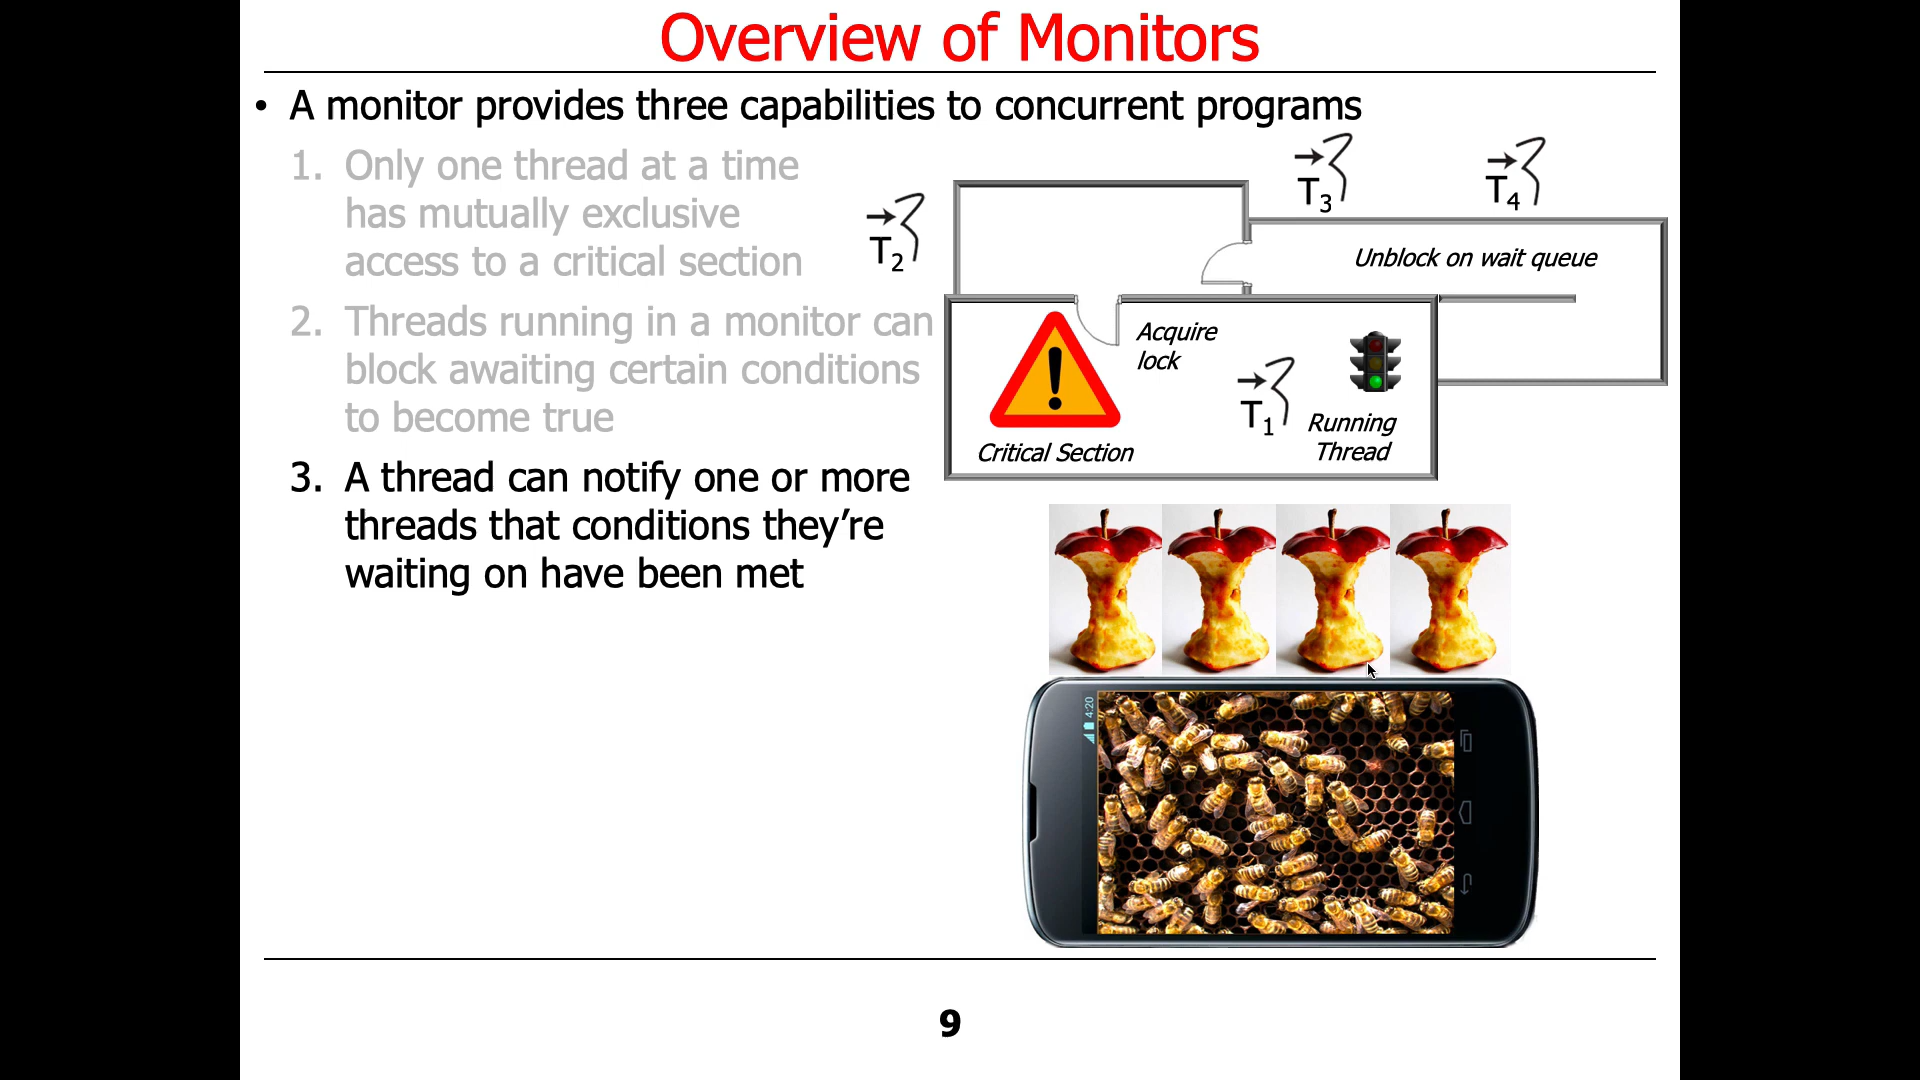 Overview of Monitors
• A monitor provides three capabilities to concurrent programs
1. Only one thread at a time
has mutually exclusive
access to a critical section
2. Threads running in a monitor can
block awaiting certain conditions
to become true
3. A thread can notify one or more
threads that conditions they’re
waiting on have been met
T2
T3
T4
Unblock on wait queue
Acquire
lock
T1
Critical Section
Running
Thread
4:20
9